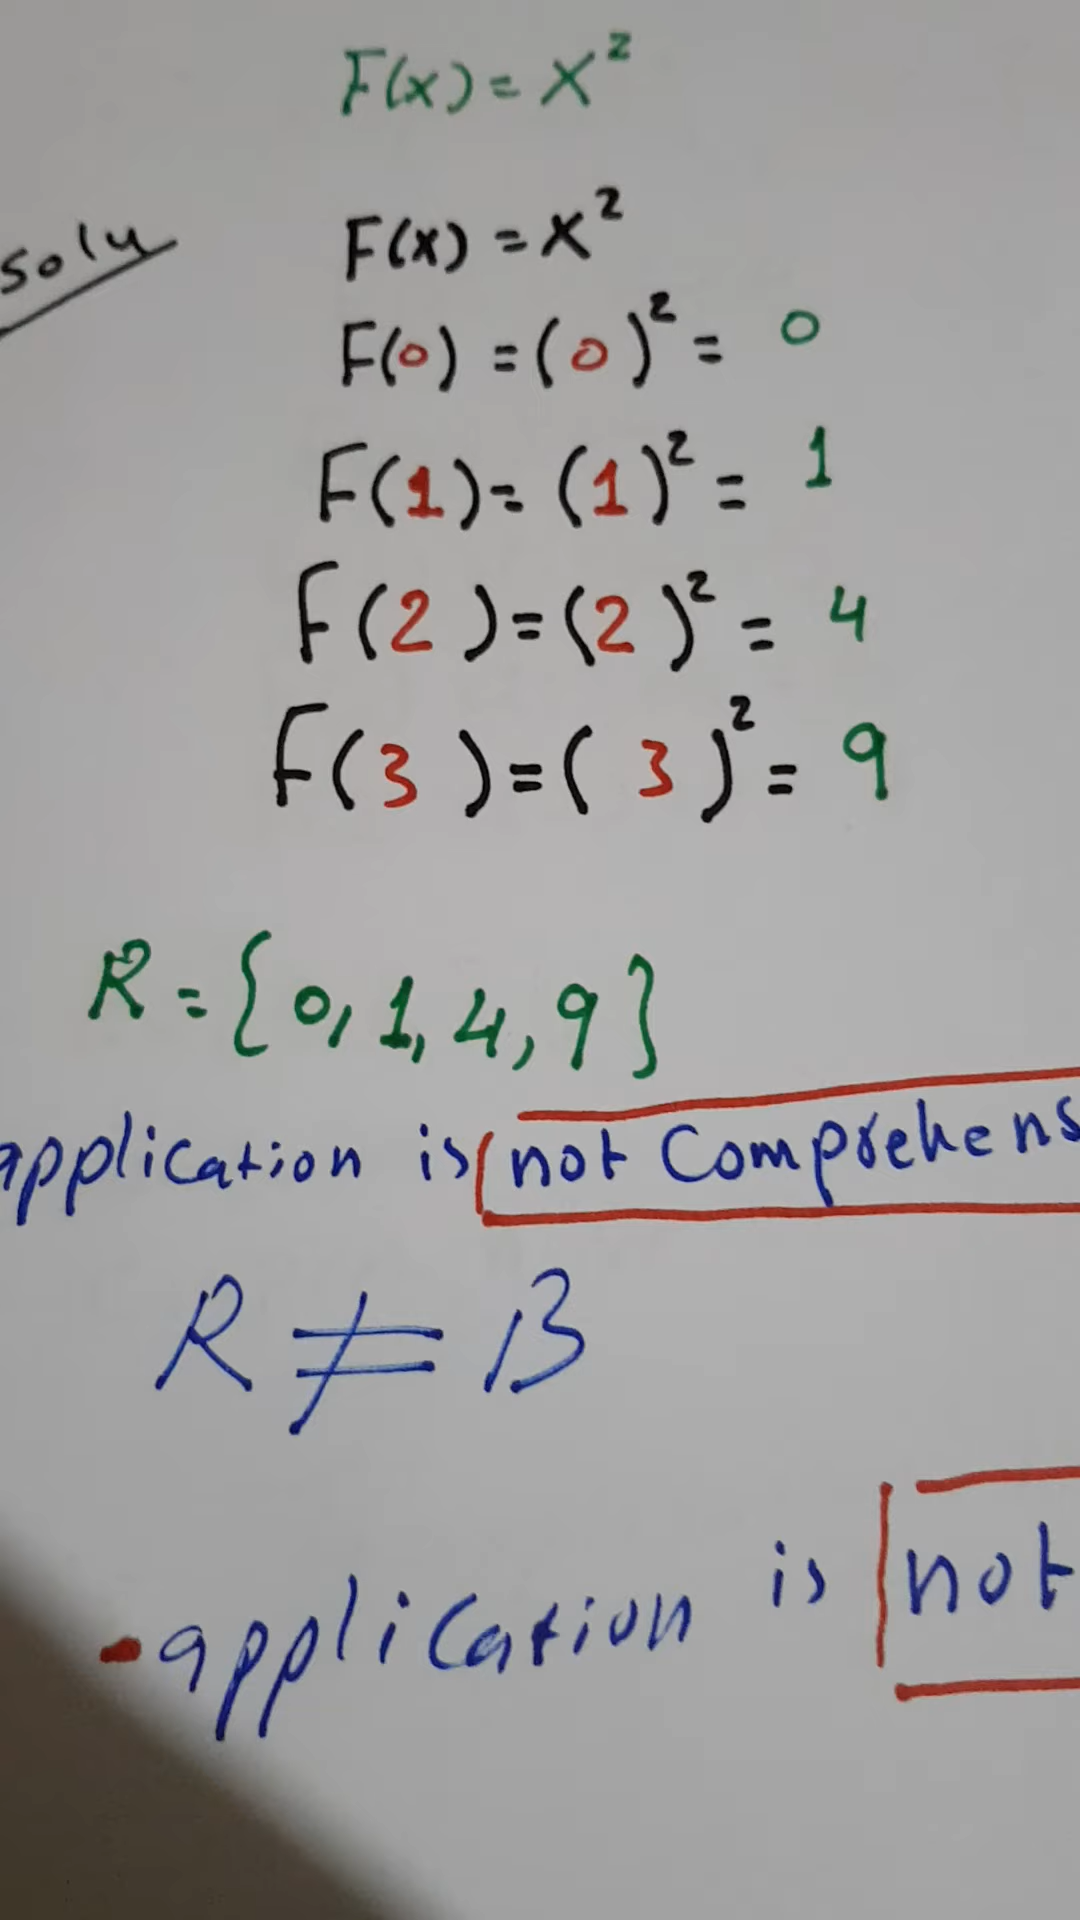 F(x) = x²
Solu
F(x) = x²
F(0) = (0)² = 0
F(1) = (1)² = 1
F(2) = (2)² = 4
F(3) = (3)² = 9
R = {0, 1, 4, 9}
application is not Comprehens
R ≠ B
- application is not